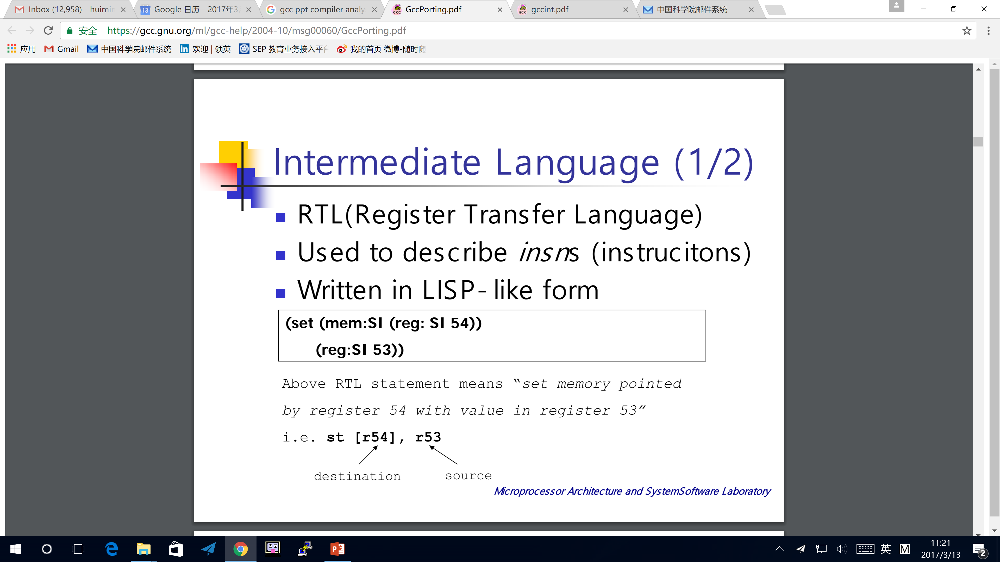 Inbox (12,958) - huimin
Google 日历 - 2017年3
gcc ppt compiler analy
GccPorting.pdf
gccint.pdf
中国科学院邮件系统
安全
https://gcc.gnu.org/ml/gcc-help/2004-10/msg00060/GccPorting.pdf
应用
Gmail
中国科学院邮件系统
欢迎 | 领英
SEP 教育业务接入平台
我的首页 微博-随时随
Intermediate Language (1/2)
RTL(Register Transfer Language)
Used to describe insns (instrucitons)
Written in LISP-like form
(set (mem:SI (reg: SI 54))
(reg:SI 53))
Above RTL statement means “set memory pointed
by register 54 with value in register 53”
i.e. st [r54], r53
destination source
Microprocessor Architecture and SystemSoftware Laboratory
英
M
11:21
2017/3/13
2